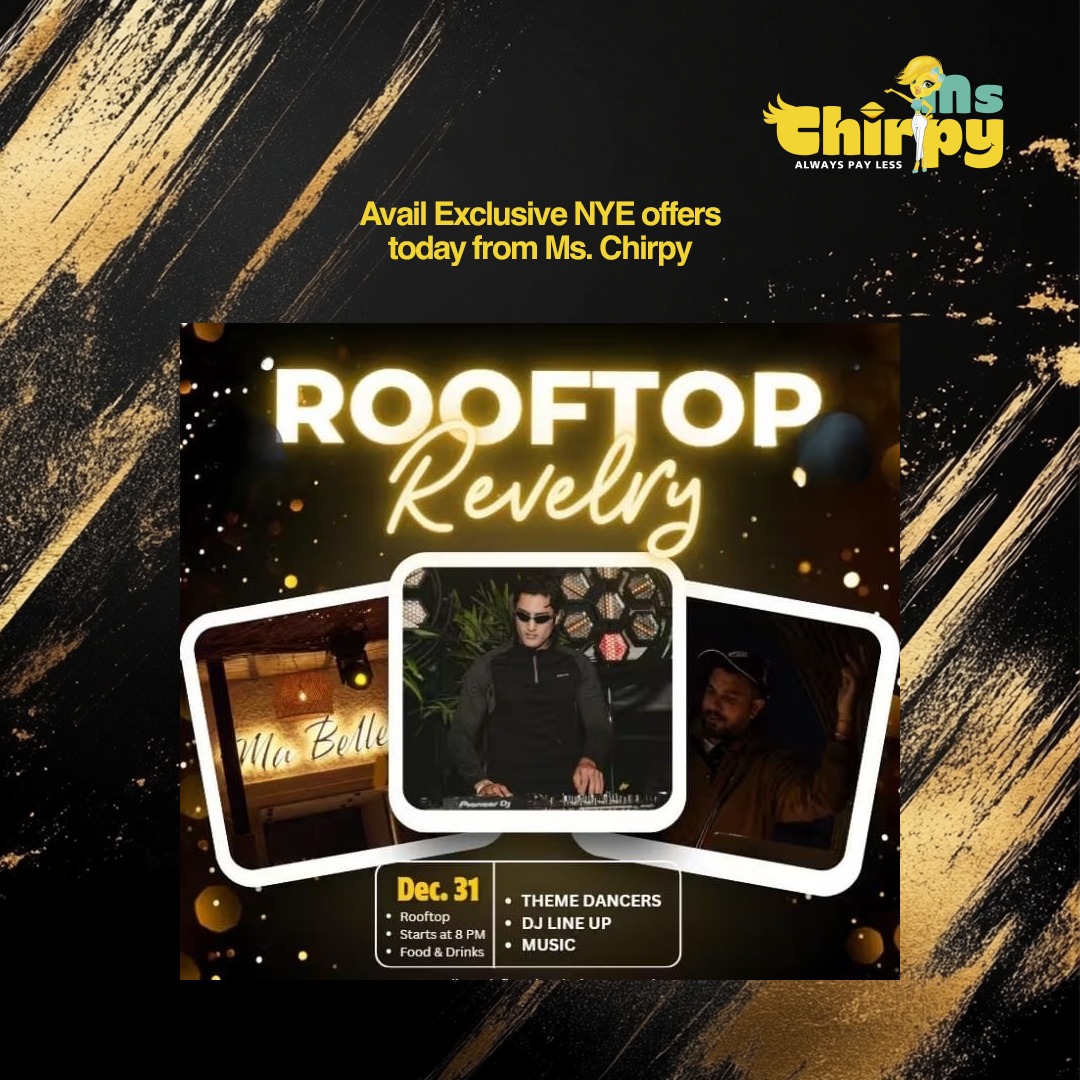 Ms
Chirpy
ALWAYS PAY LESS
Avail Exclusive NYE offers
today from Ms. Chirpy
ROOFTOP
Revelry
Ma Belle
Pioneer Dj
Dec. 31
• Rooftop
• Starts at 8 PM
• Food & Drinks
• THEME DANCERS
• DJ LINE UP
• MUSIC